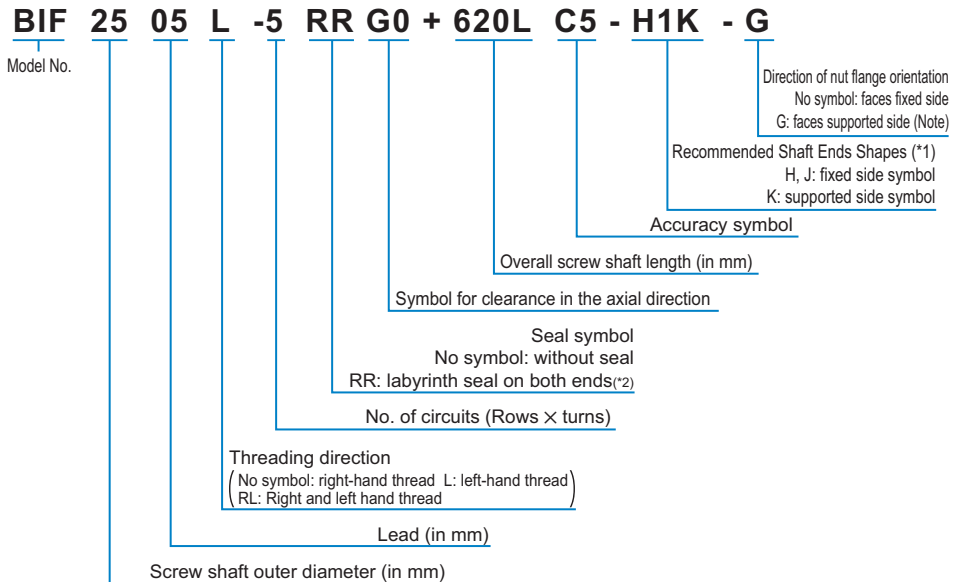 BIF 25 05 L -5 RR G0 + 620L C5 - H1K - G
Model No.
Direction of nut flange orientation
No symbol: faces fixed side
G: faces supported side (Note)
Recommended Shaft Ends Shapes (*1)
H, J: fixed side symbol
K: supported side symbol
Accuracy symbol
Overall screw shaft length (in mm)
Symbol for clearance in the axial direction
Seal symbol
No symbol: without seal
RR: labyrinth seal on both ends(*2)
No. of circuits (Rows × turns)
Threading direction
(No symbol: right-hand thread L: left-hand thread
RL: Right and left hand thread)
Lead (in mm)
Screw shaft outer diameter (in mm)